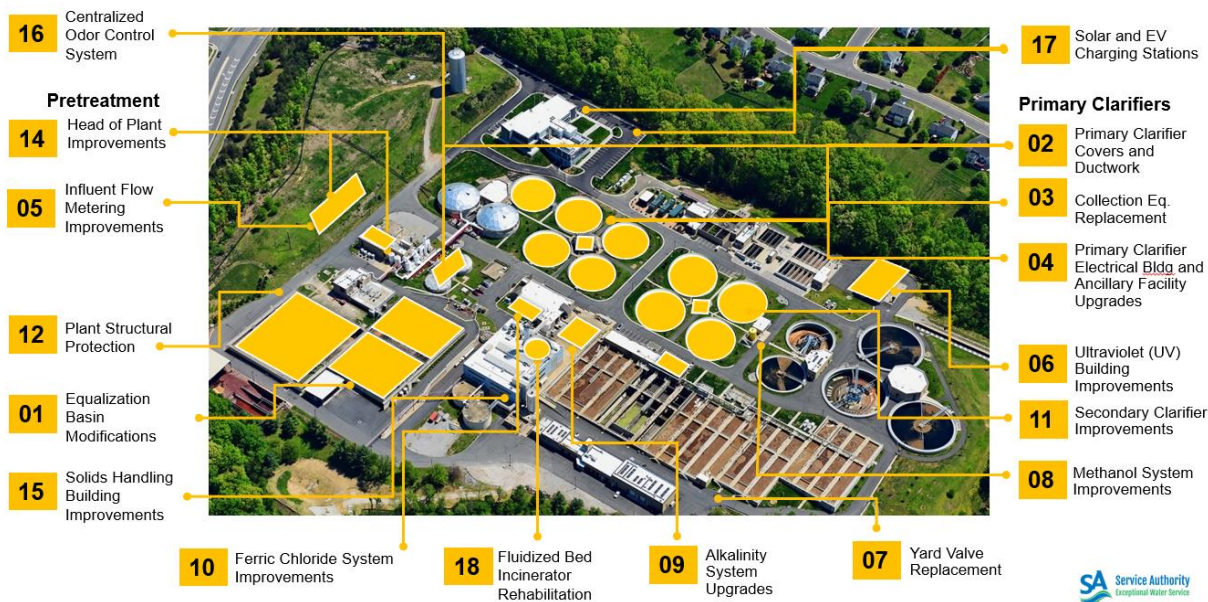 16
Centralized
Odor Control
System
Pretreatment
14
Head of Plant
Improvements
05
Influent Flow
Metering
Improvements
12
Plant Structural
Protection
01
Equalization
Basin
Modifications
15
Solids Handling
Building
Improvements
10
Ferric Chloride System
Improvements
18
Fluidized Bed
Incinerator
Rehabilitation
09
Alkalinity
System
Upgrades
07
Yard Valve
Replacement
17
Solar and EV
Charging Stations
Primary Clarifiers
02
Primary Clarifier
Covers and
Ductwork
03
Collection Eq.
Replacement
04
Primary Clarifier
Electrical Bldg and
Ancillary Facility
Upgrades
06
Ultraviolet (UV)
Building
Improvements
11
Secondary Clarifier
Improvements
08
Methanol System
Improvements
SA
Service Authority
Exceptional Water Service